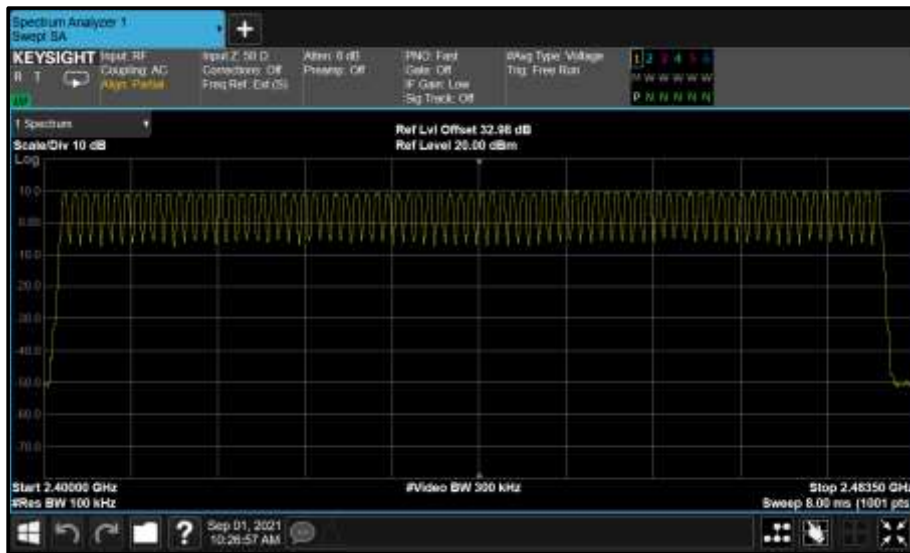 Spectrum Analyzer 1
Swept SA
+
KEYSIGHT
R T
Input: RF
Coupling: AC
Align: Partial
Input Z: 50 Ω
Corrections: Off
Freq Ref: Ext (S)
Atten: 6 dB
Preamp: Off
PNO: Fast
Gate: Off
IF Gain: Low
Sig Track: Off
#Avg Type: Voltage
Trig: Free Run
1 2 3 4 5 6
M W W W W W
P N N N N N
1 Spectrum
Scale/Div 10 dB
Ref Lvl Offset 32.98 dB
Ref Level 20.00 dBm
Log
10.0
0.00
-10.0
-20.0
-30.0
-40.0
-50.0
-60.0
-70.0
Start 2.40000 GHz
#Res BW 100 kHz
#Video BW 300 kHz
Stop 2.48350 GHz
Sweep 8.00 ms (1001 pts
?
Sep 01, 2021
10:26:57 AM